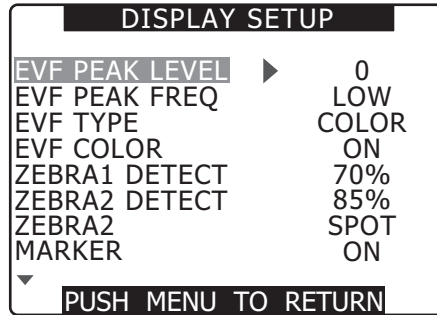 DISPLAY SETUP
EVF PEAK LEVEL 0
EVF PEAK FREQ LOW
EVF TYPE COLOR
EVF COLOR ON
ZEBRA1 DETECT 70%
ZEBRA2 DETECT 85%
ZEBRA2 SPOT
MARKER ON
PUSH MENU TO RETURN